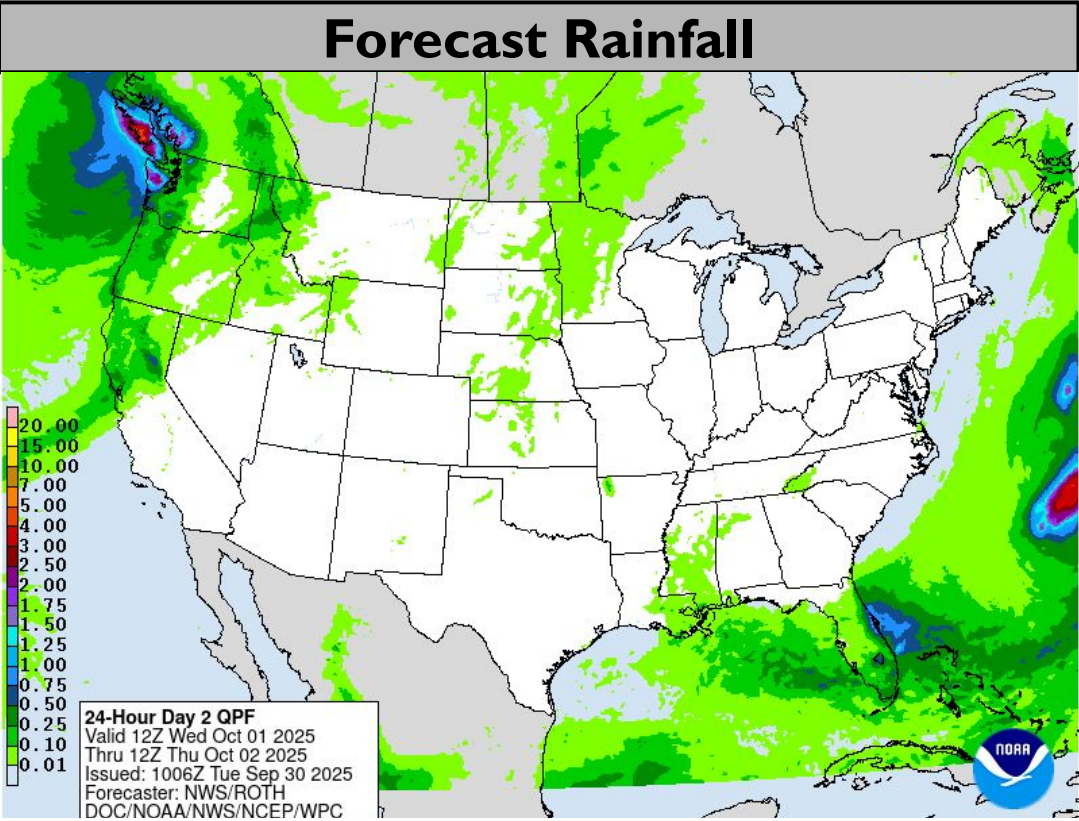 Forecast Rainfall
20.00
15.00
10.00
7.00
5.00
4.00
3.00
2.50
2.00
1.75
1.50
1.25
1.00
0.75
0.50
0.25
0.10
0.01
24-Hour Day 2 QPF
Valid 12Z Wed Oct 01 2025
Thru 12Z Thu Oct 02 2025
Issued: 1006Z Tue Sep 30 2025
Forecaster: NWS/ROTH
DOC/NOAA/NWS/NCEP/WPC
NOAA